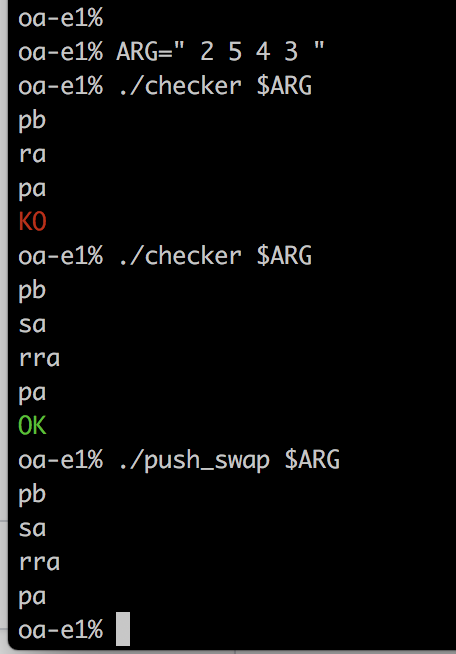 oa-e1%
oa-e1% ARG=" 2 5 4 3 "
oa-e1% ./checker $ARG
pb
ra
pa
KO
oa-e1% ./checker $ARG
pb
sa
rra
pa
OK
oa-e1% ./push_swap $ARG
pb
sa
rra
pa
oa-e1%